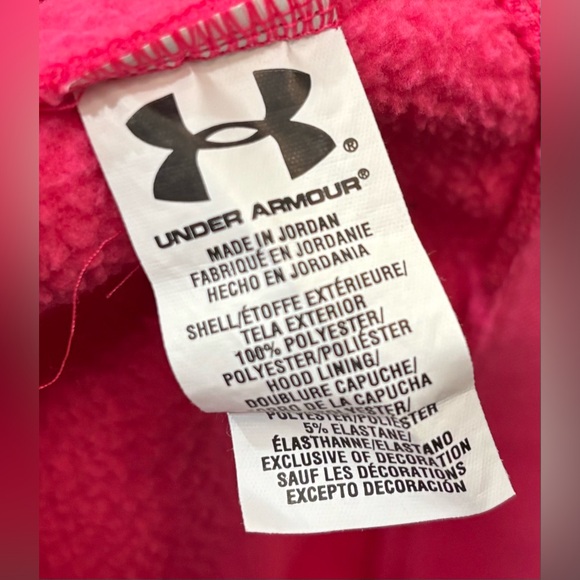 ®
UNDER ARMOUR®
MADE IN JORDAN
FABRIQUÉ EN JORDANIE
HECHO EN JORDANIA
SHELL/ÉTOFFE EXTÉRIEURE/
TELA EXTERIOR
100% POLYESTER/
POLYESTER/POLIÉSTER
HOOD LINING/
DOUBLURE CAPUCHE/
DE LA CAPUCHA
POLYESTER/POLIÉSTER
5% ELASTANE/
ÉLASTHANNE/ELASTANO
EXCLUSIVE OF DECORATION
SAUF LES DÉCORATIONS
EXCEPTO DECORACIÓN